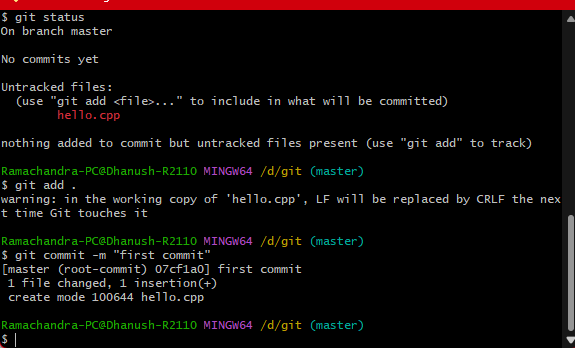 $ git status
On branch master

No commits yet

Untracked files:
  (use "git add <file>..." to include in what will be committed)
        hello.cpp

nothing added to commit but untracked files present (use "git add" to track)

Ramachandra-PC@Dhanush-R2110 MINGW64 /d/git (master)
$ git add .
warning: in the working copy of 'hello.cpp', LF will be replaced by CRLF the nex
t time Git touches it

Ramachandra-PC@Dhanush-R2110 MINGW64 /d/git (master)
$ git commit -m "first commit"
[master (root-commit) 07cf1a0] first commit
 1 file changed, 1 insertion(+)
 create mode 100644 hello.cpp

Ramachandra-PC@Dhanush-R2110 MINGW64 /d/git (master)
$